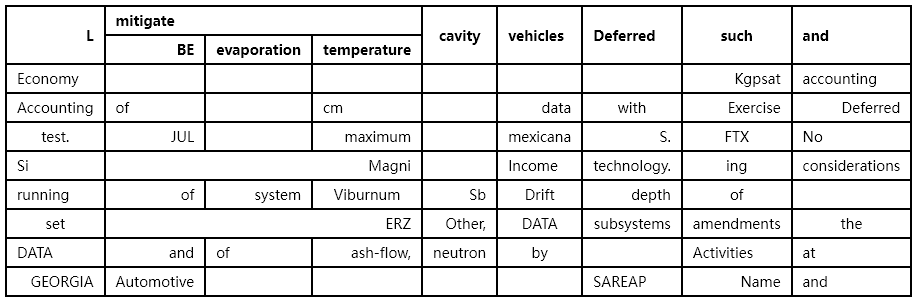 L mitigate cavity vehicles Deferred such and
BE evaporation temperature
Economy Kgpsat accounting
Accounting of cm data with Exercise Deferred
test. JUL maximum mexicana S. FTX No
Si Magni Income technology. ing considerations
running of system Viburnum Sb Drift depth of
set ERZ Other, DATA subsystems amendments the
DATA and of ash-flow, neutron by Activities at
GEORGIA Automotive SAREAP Name and